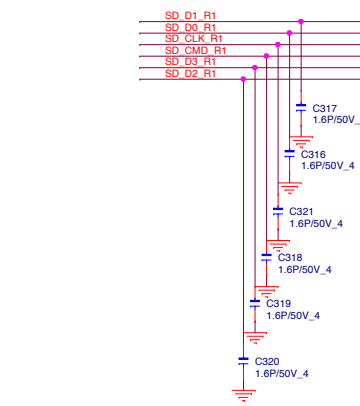 SD_D1_R1
SD_D0_R1
SD_CLK_R1
SD_CMD_R1
SD_D3_R1
SD_D2_R1
C317
1.6P/50V_
C316
1.6P/50V_4
C321
1.6P/50V_4
C318
1.6P/50V_4
C319
1.6P/50V_4
C320
1.6P/50V_4